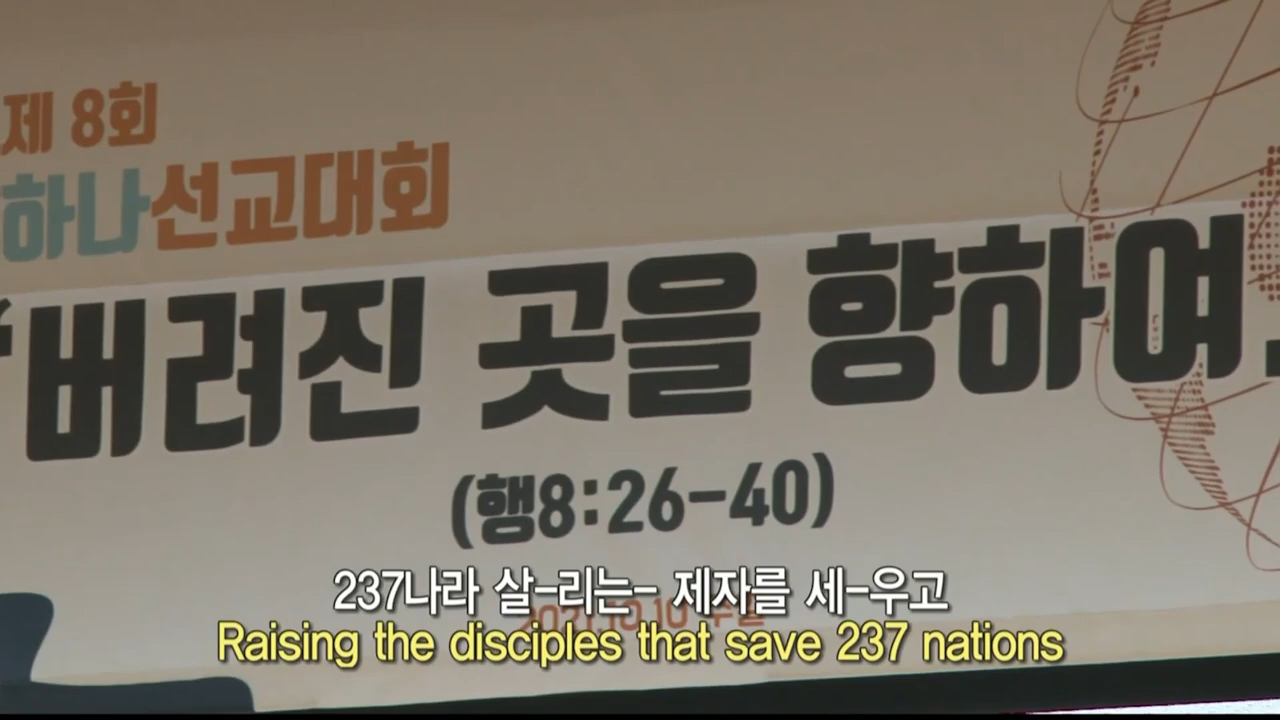 제 8회
하나선교대회
“버려진 곳을 향하여
(행8:26-40)
237나라 살-리는- 제자를 세-우고
Raising the disciples that save 237 nations